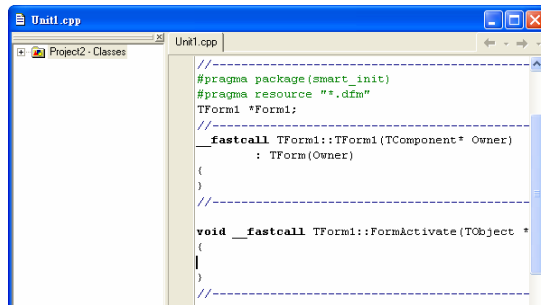 Unit1.cpp
Project2 - Classes
Unit1.cpp
//----------------------------------------
#pragma package(smart_init)
#pragma resource "*.dfm"
TForm1 *Form1;
//----------------------------------------
__fastcall TForm1::TForm1(TComponent* Owner)
: TForm(Owner)
{
}
//----------------------------------------
void __fastcall TForm1::FormActivate(TObject *
{
}
//----------------------------------------